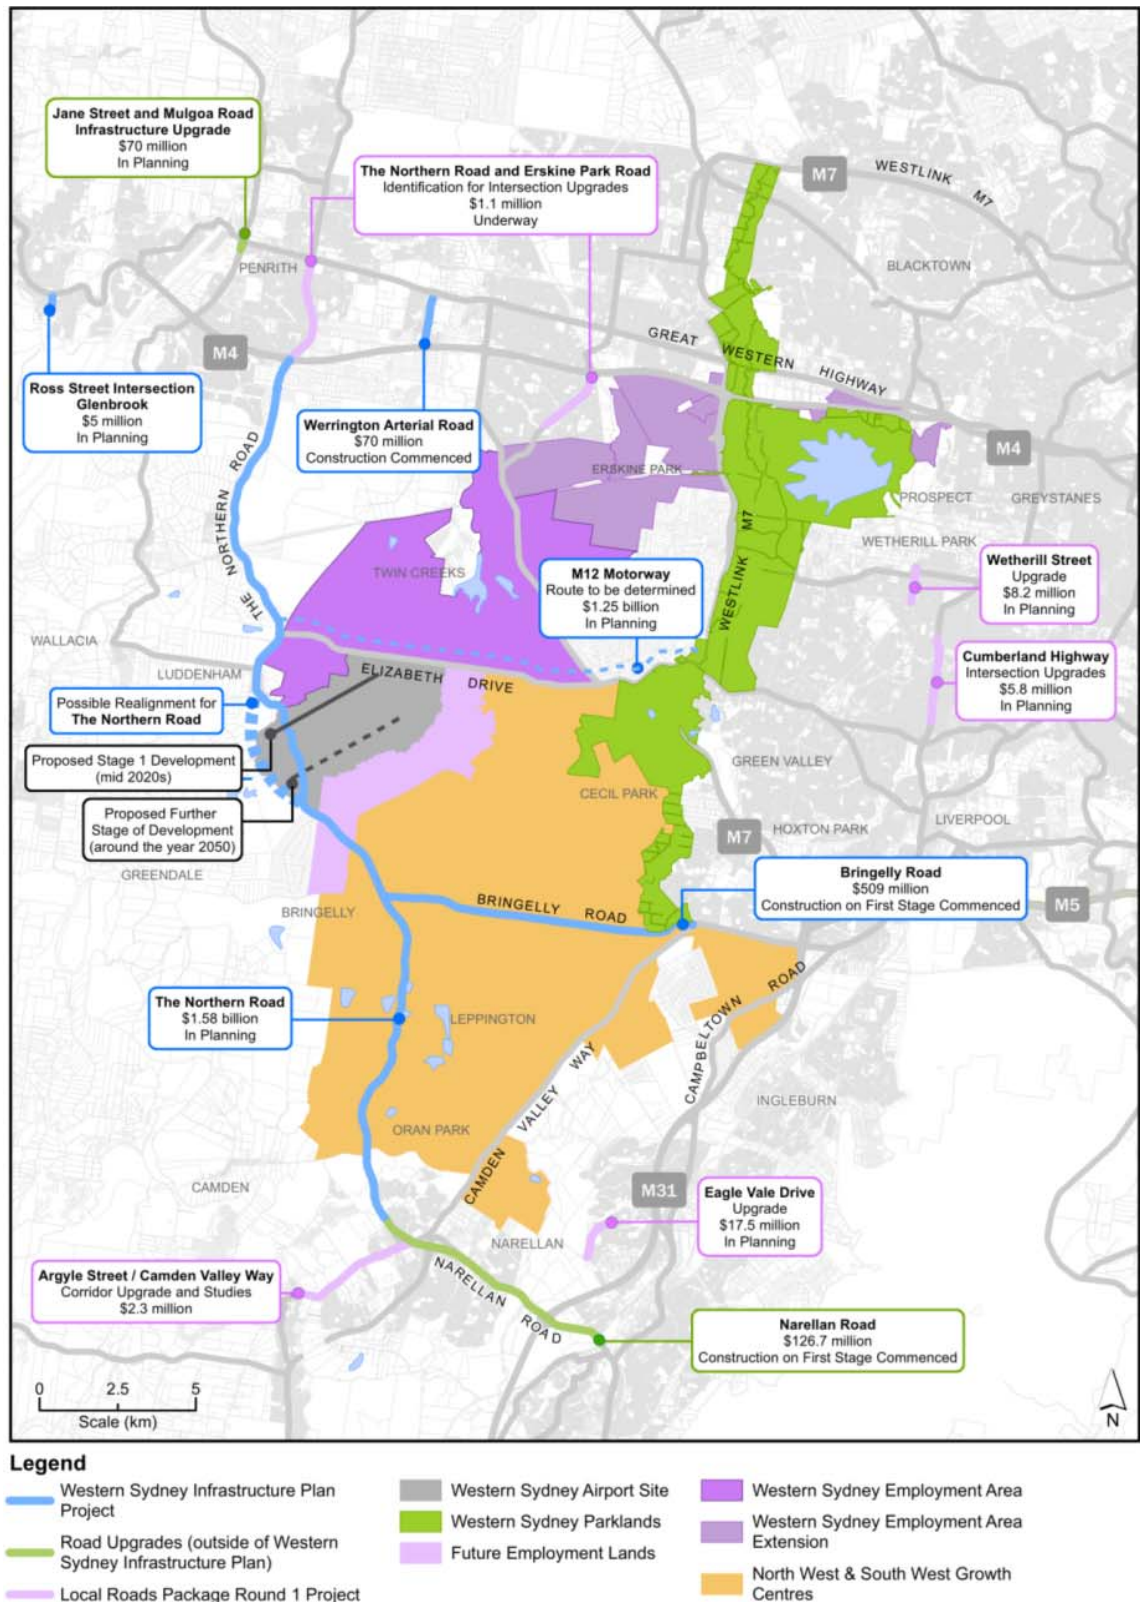 Jane Street and Mulgoa Road
Infrastructure Upgrade
$70 million
In Planning
The Northern Road and Erskine Park Road
Identification for Intersection Upgrades
$1.1 million
Underway
M7
WESTLINK M7
BLACKTOWN
PENRITH
M4
GREAT WESTERN HIGHWAY
Ross Street Intersection
Glenbrook
$5 million
In Planning
Werrington Arterial Road
$70 million
Construction Commenced
M4
THE NORTHERN ROAD
ERSKINE PARK
PROSPECT
GREYSTANES
WETHERILL PARK
WESTLINK M7
TWIN CREEKS
M12 Motorway
Route to be determined
$1.25 billion
In Planning
Wetherill Street
Upgrade
$8.2 million
In Planning
WALLACIA
LUDDENHAM
ELIZABETH DRIVE
Cumberland Highway
Intersection Upgrades
$5.8 million
In Planning
Possible Realignment for
The Northern Road
Proposed Stage 1 Development
(mid 2020s)
Proposed Further
Stage of Development
(around the year 2050)
GREEN VALLEY
CECIL PARK
LIVERPOOL
HOXTON PARK
M7
GREENDALE
Bringelly Road
$509 million
Construction on First Stage Commenced
M5
BRINGELLY
BRINGELLY ROAD
The Northern Road
$1.58 billion
In Planning
LEPPINGTON
CAMPBELTOWN ROAD
CAMDEN VALLEY WAY
INGLEBURN
ORAN PARK
CAMDEN
M31
Eagle Vale Drive
Upgrade
$17.5 million
In Planning
NARELLAN
Argyle Street / Camden Valley Way
Corridor Upgrade and Studies
$2.3 million
NARELLAN ROAD
Narellan Road
$126.7 million
Construction on First Stage Commenced
0 2.5 5
Scale (km)
N
Legend
Western Sydney Infrastructure Plan
Project
Road Upgrades (outside of Western
Sydney Infrastructure Plan)
Local Roads Package Round 1 Project
Western Sydney Airport Site
Western Sydney Parklands
Future Employment Lands
Western Sydney Employment Area
Western Sydney Employment Area
Extension
North West & South West Growth
Centres